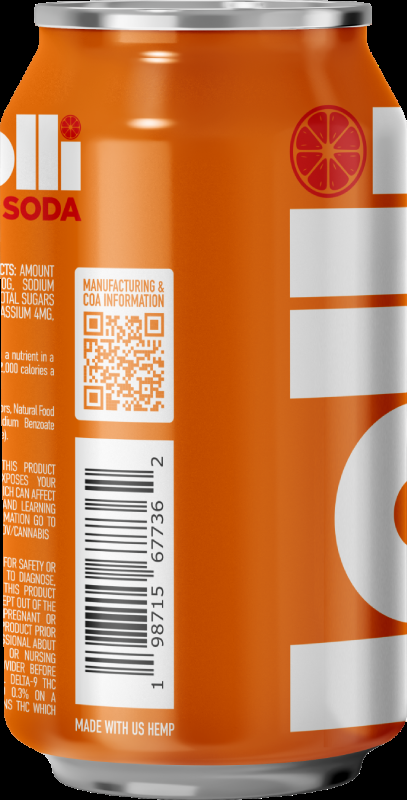 olli
SODA
CTS: AMOUNT
0G, SODIUM
OTAL SUGARS
ASSIUM 4MG,
a nutrient in a
2,000 calories a
ors, Natural Food
dium Benzoate
e).
THIS PRODUCT
XPOSES YOUR
ICH CAN AFFECT
AND LEARNING
MATION GO TO
OV/CANNABIS
FOR SAFETY OR
TO DIAGNOSE,
THIS PRODUCT
EPT OUT OF THE
PREGNANT OR
PRODUCT PRIOR
SSIONAL ABOUT
OR NURSING
VIDER BEFORE
DELTA-9 THC
0.3% ON A
NS THC WHICH
MANUFACTURING &
COA INFORMATION
1 98715 67736 2
MADE WITH US HEMP